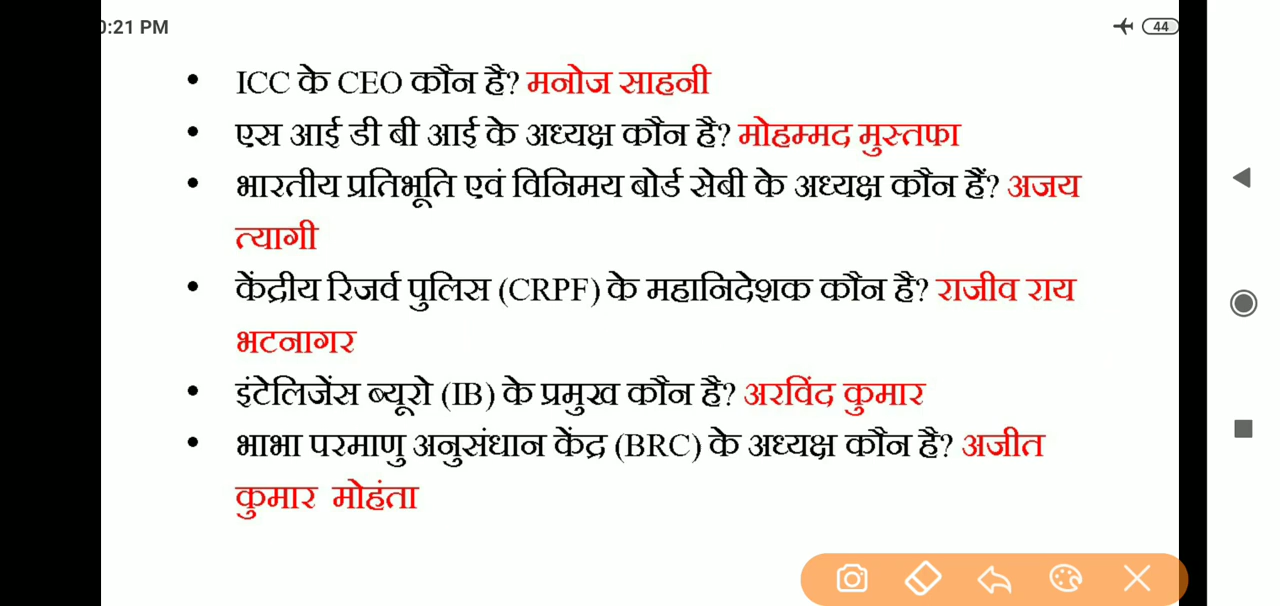 0:21 PM 44
• ICC के CEO कौन है? मनोज साहनी
• एस आई डी बी आई के अध्यक्ष कौन है? मोहम्मद मुस्तफा
• भारतीय प्रतिभूति एवं विनिमय बोर्ड सेबी के अध्यक्ष कौन हैं? अजय
त्यागी
• केंद्रीय रिजर्व पुलिस (CRPF) के महानिदेशक कौन है? राजीव राय
भटनागर
• इंटेलिजेंस ब्यूरो (IB) के प्रमुख कौन है? अरविंद कुमार
• भाभा परमाणु अनुसंधान केंद्र (BRC) के अध्यक्ष कौन है? अजीत
कुमार मोहंता